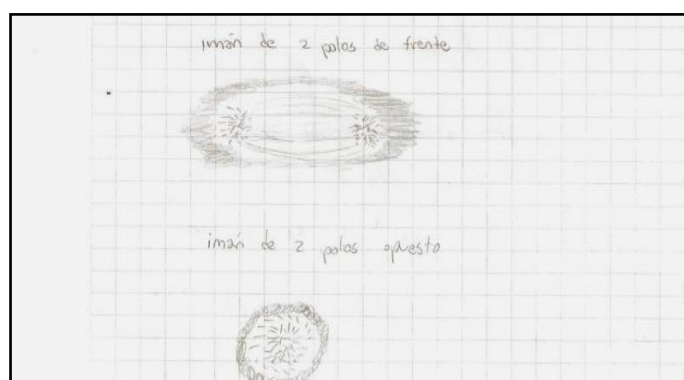 imán de 2 polos de frente
imán de 2 polos opuesto